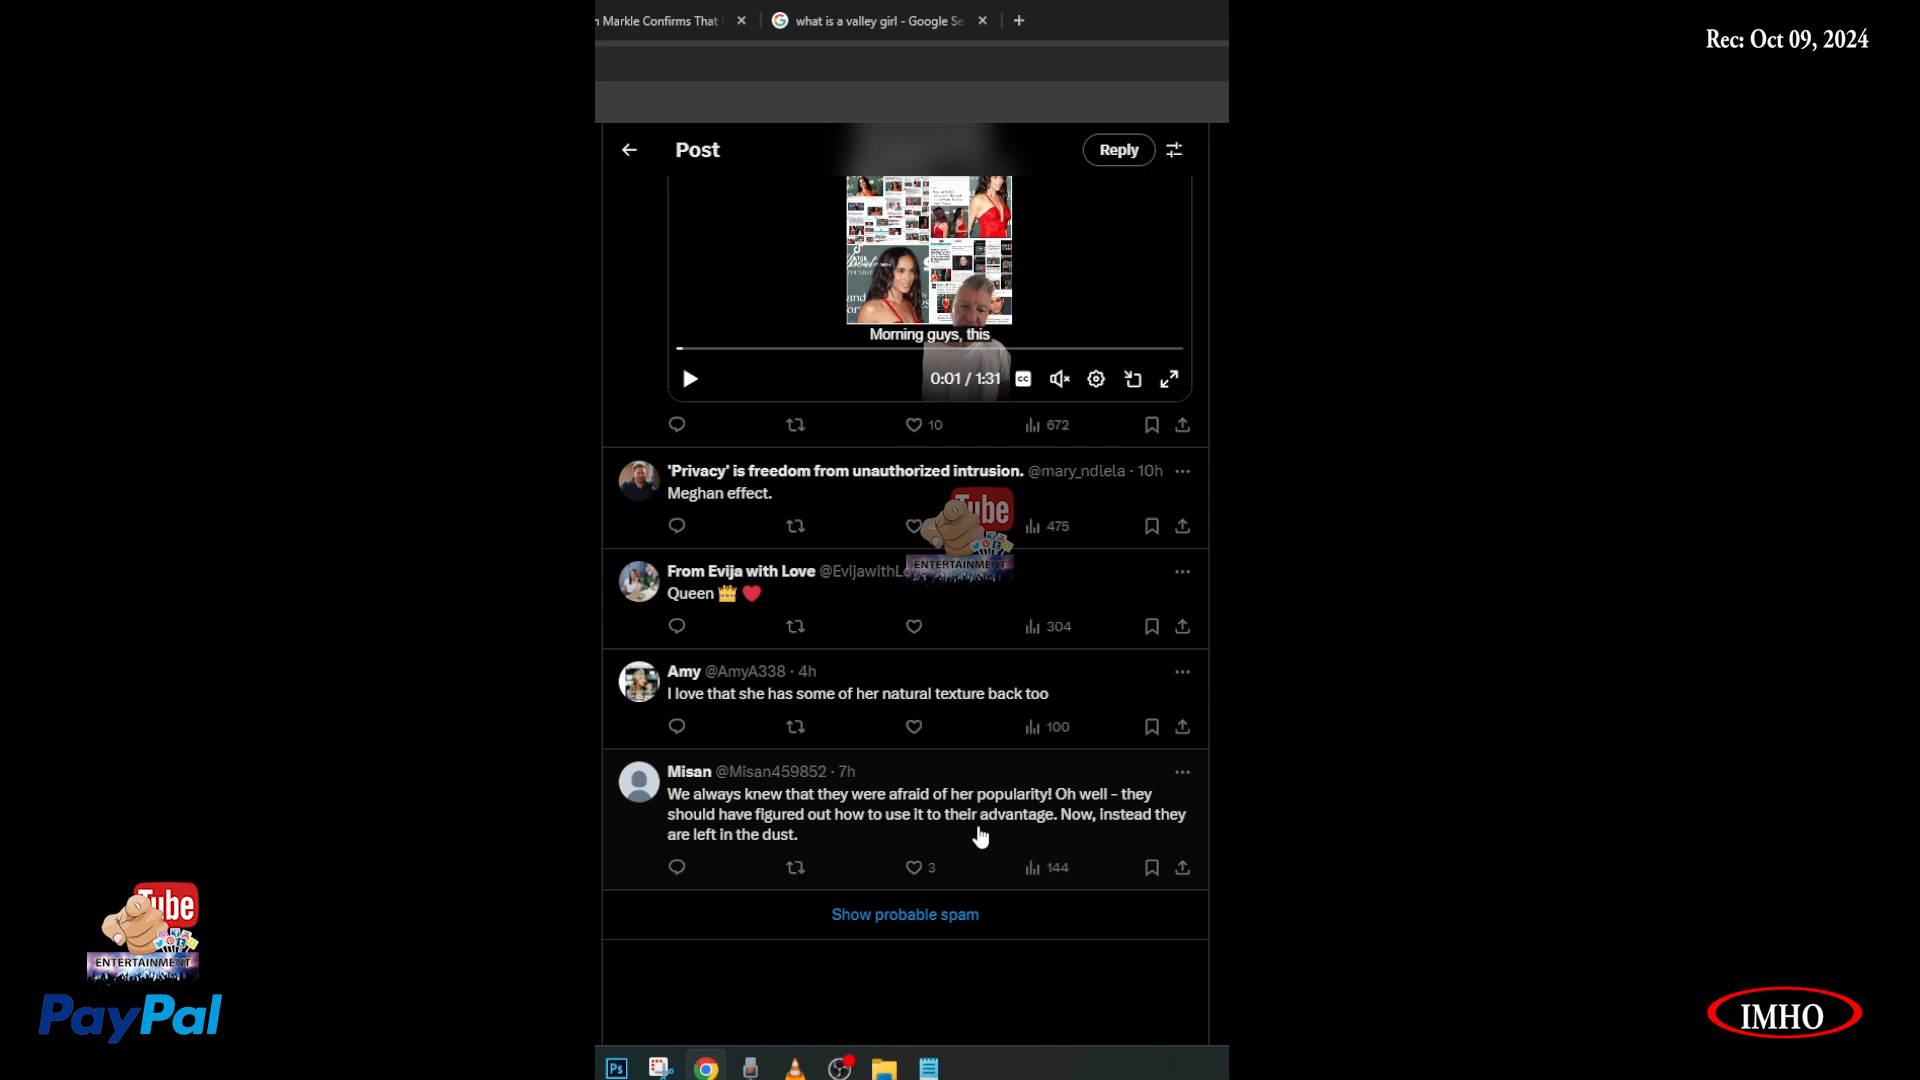 n Markle Confirms That
what is a valley girl - Google Se
Rec: Oct 09, 2024
Post
Reply
Morning guys, this
0:01 / 1:31
CC
10
672
'Privacy' is freedom from unauthorized intrusion. @mary_ndlela · 10h
Meghan effect.
475
Tube
ENTERTAINMENT
From Evija with Love @EvijawithLov
Queen
304
Amy @AmyA338 · 4h
I love that she has some of her natural texture back too
100
Misan @Misan459852 · 7h
We always knew that they were afraid of her popularity! Oh well - they
should have figured out how to use it to their advantage. Now, instead they
are left in the dust.
3
144
Show probable spam
Tube
ENTERTAINMENT
PayPal
IMHO
Ps